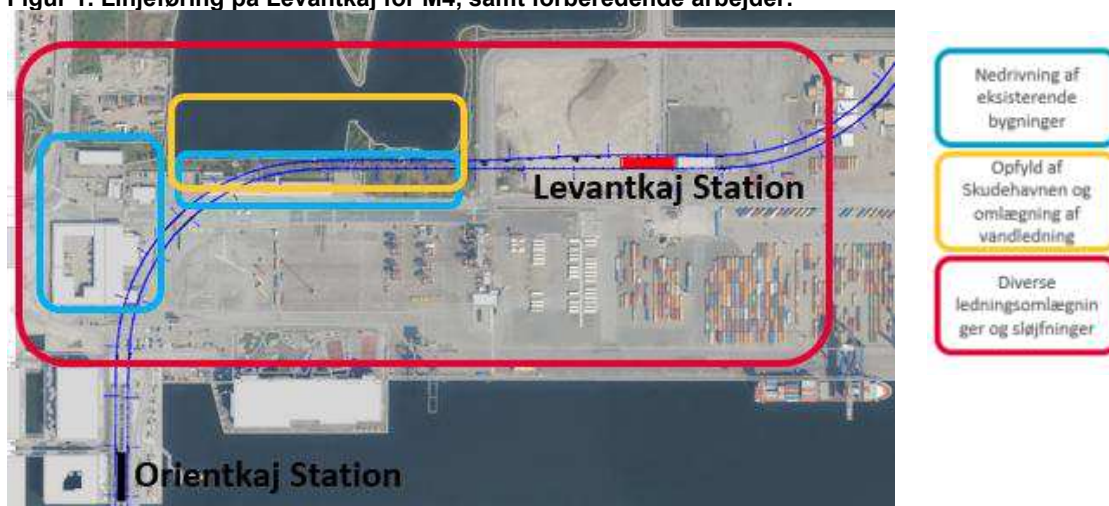 Figur 1. Linjeføring på Levantkaj for M4, samt forberedende arbejder.
Levantkaj Station
Orientkaj Station
Nedrivning af
eksisterende
bygninger
Opfyld af
Skudehavnen og
omlægning af
vandledning
Diverse
ledningsomlægnin
ger og sløjfninger